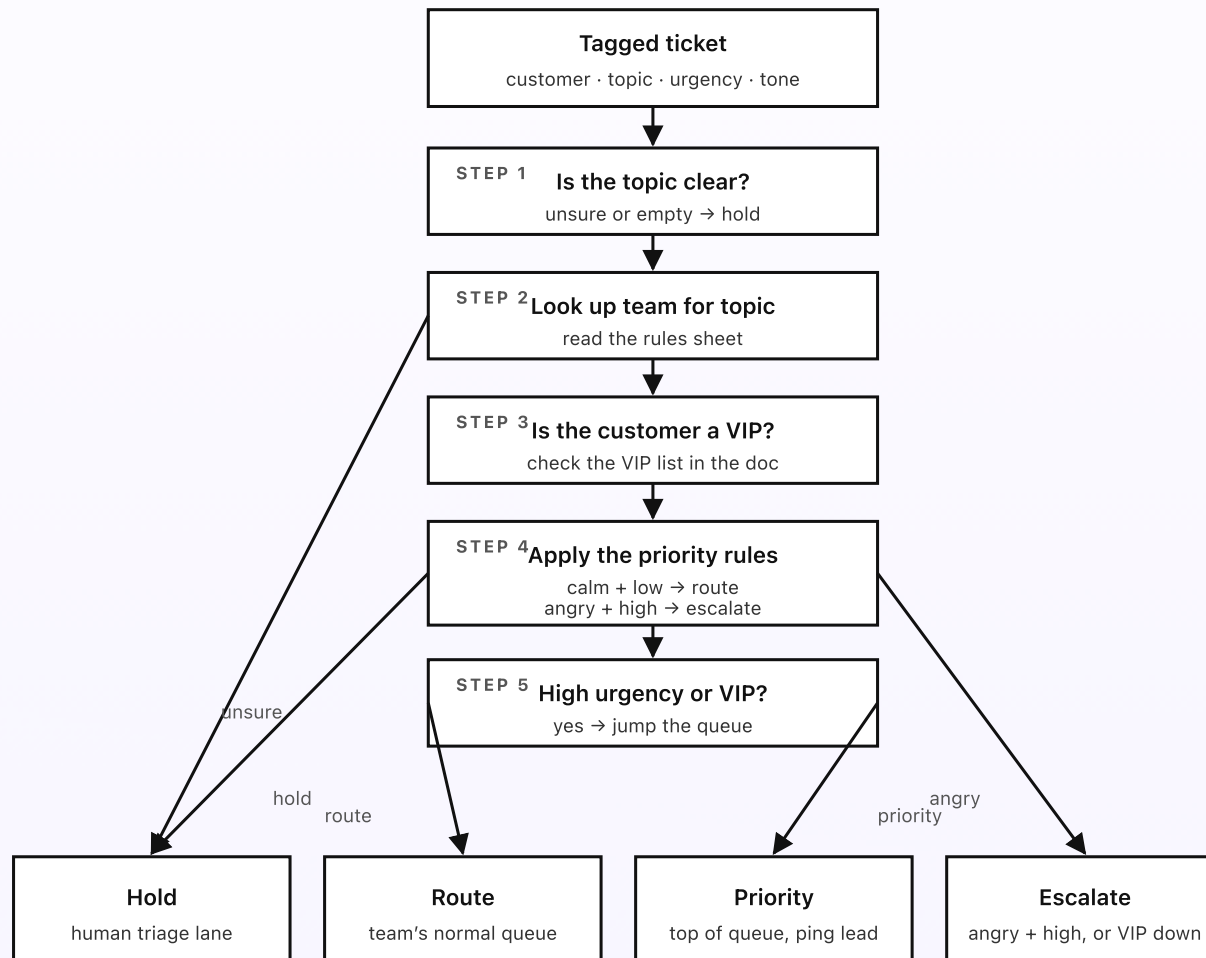 Tagged ticket
customer · topic · urgency · tone
STEP 1
Is the topic clear?
unsure or empty → hold
STEP 2
Look up team for topic
read the rules sheet
STEP 3
Is the customer a VIP?
check the VIP list in the doc
STEP 4
Apply the priority rules
calm + low → route
angry + high → escalate
STEP 5
High urgency or VIP?
yes → jump the queue
unsure
hold
route
angry
priority
Hold
human triage lane
Route
team’s normal queue
Priority
top of queue, ping lead
Escalate
angry + high, or VIP down